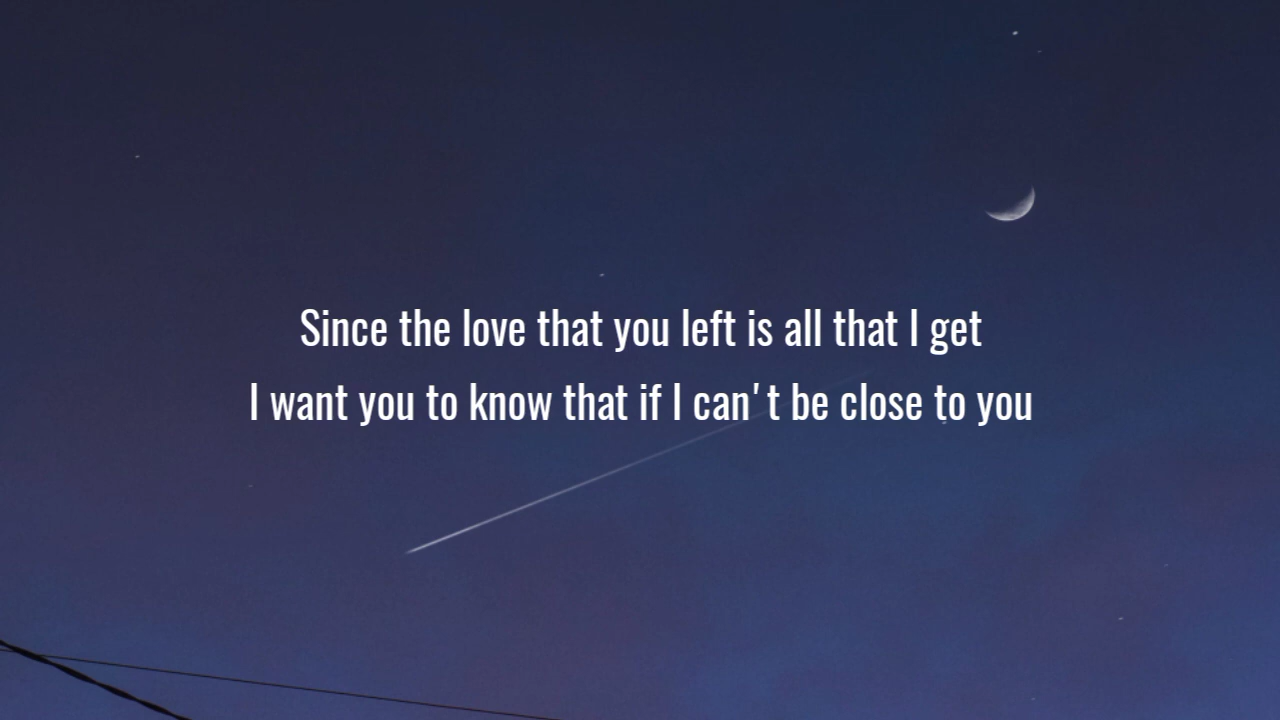 Since the love that you left is all that I get
I want you to know that if I can't be close to you